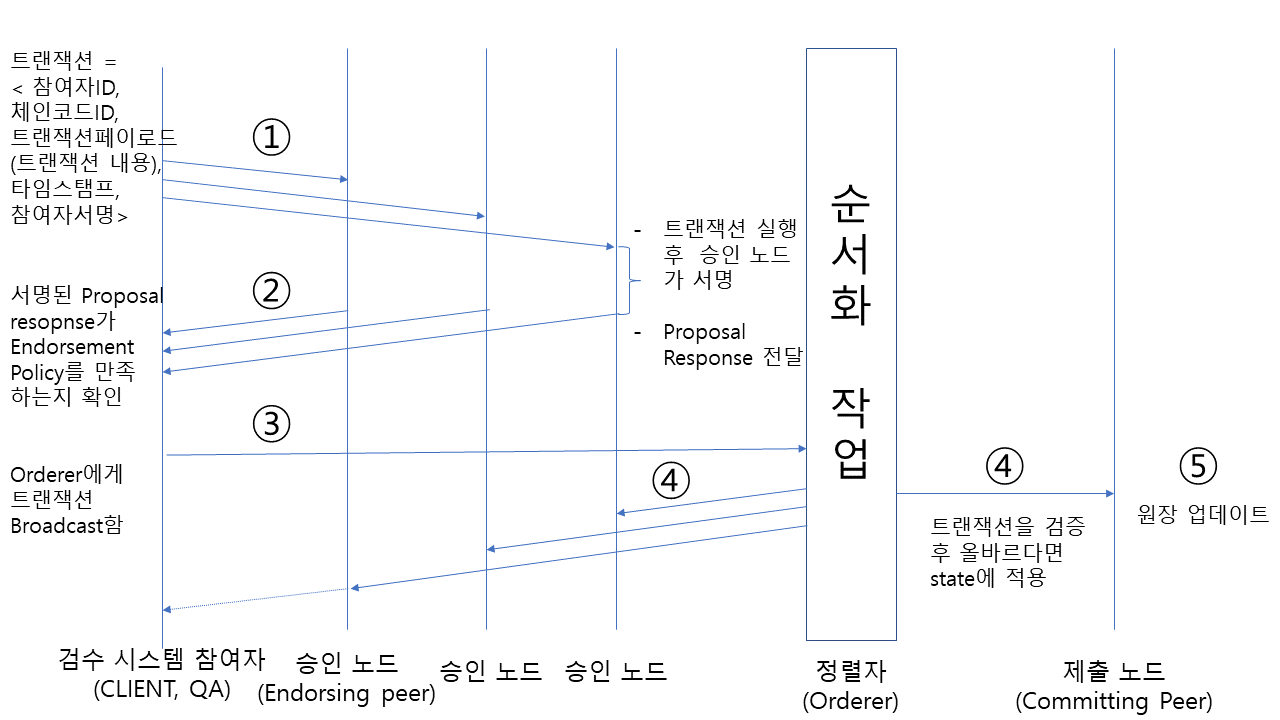 트랜잭션 =
< 참여자ID,
체인코드ID,
트랜잭션페이로드
(트랜잭션 내용),
타임스탬프,
참여자서명>
①
- 트랜잭션 실행
후 승인 노드
가 서명
- Proposal
Response 전달
②
서명된 Proposal
resopnse가
Endorsement
Policy를 만족
하는지 확인
③
Orderer에게
트랜잭션
Broadcast함
④
순서화 작업
④
트랜잭션을 검증
후 올바르다면
state에 적용
⑤
원장 업데이트
검수 시스템 참여자
(CLIENT, QA)
승인 노드
(Endorsing peer)
승인 노드
승인 노드
정렬자
(Orderer)
제출 노드
(Committing Peer)